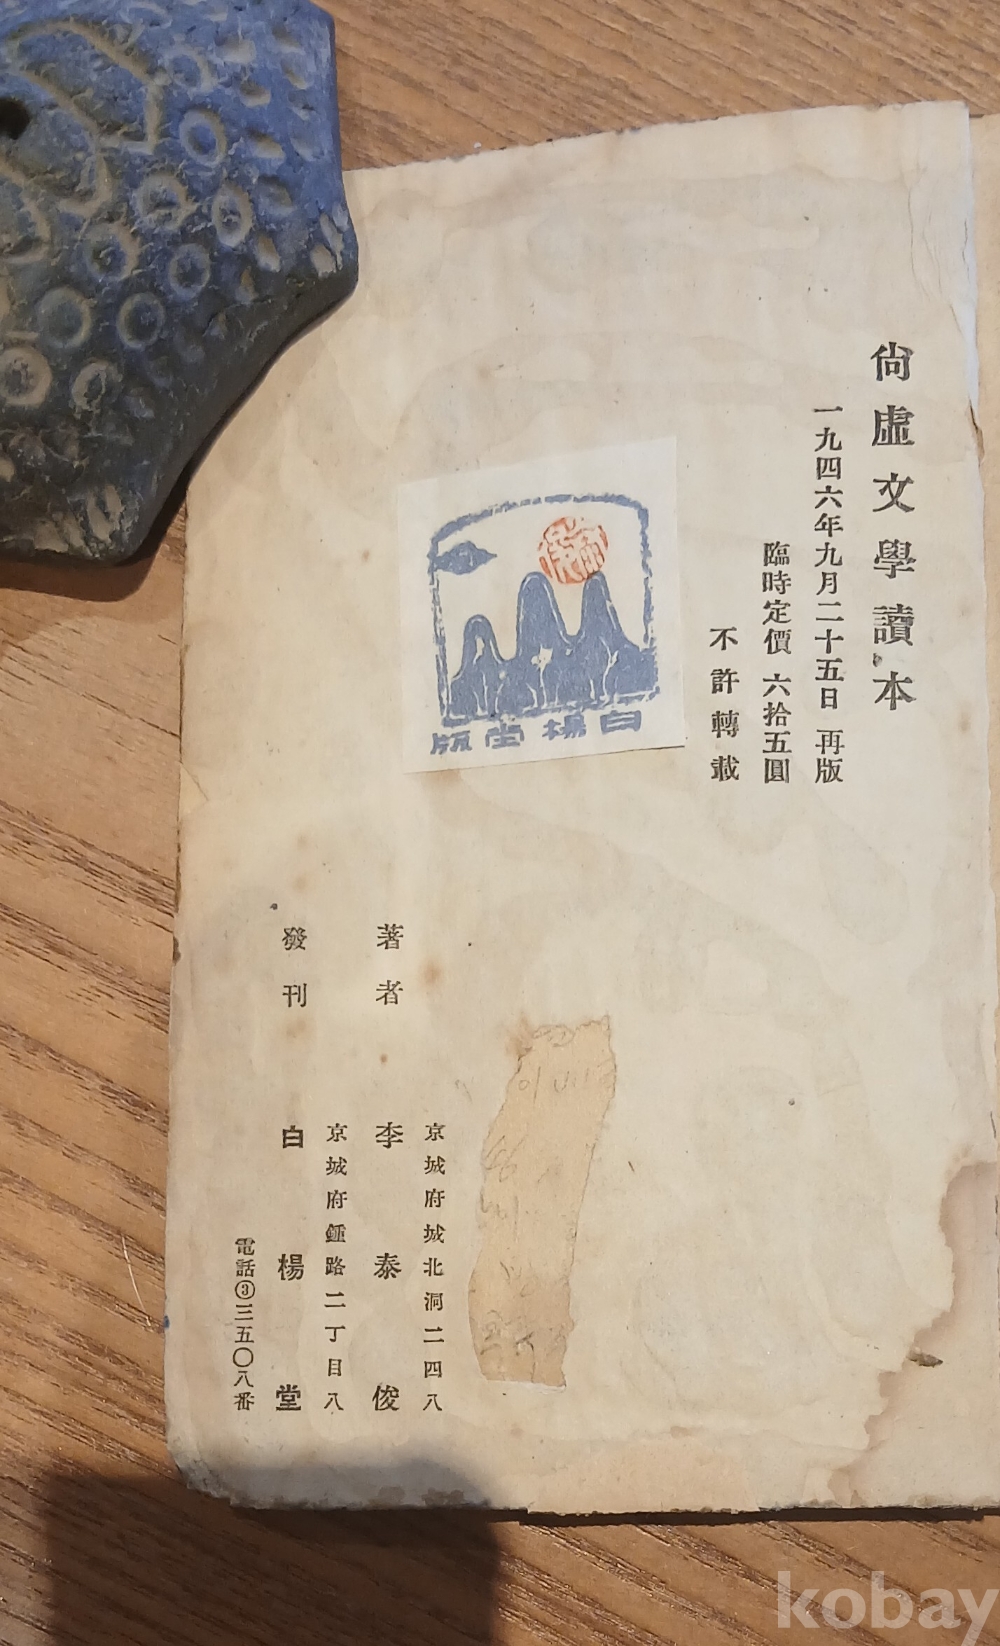 尙虛文學讀本
一九四六年九月二十五日 再版
臨時定價 六拾五圓
不許轉載
白楊堂版
京城府城北洞二四八
著者 李泰俊
京城府鍾路二丁目八
發刊 白楊堂
電話③三五〇八番
kobay